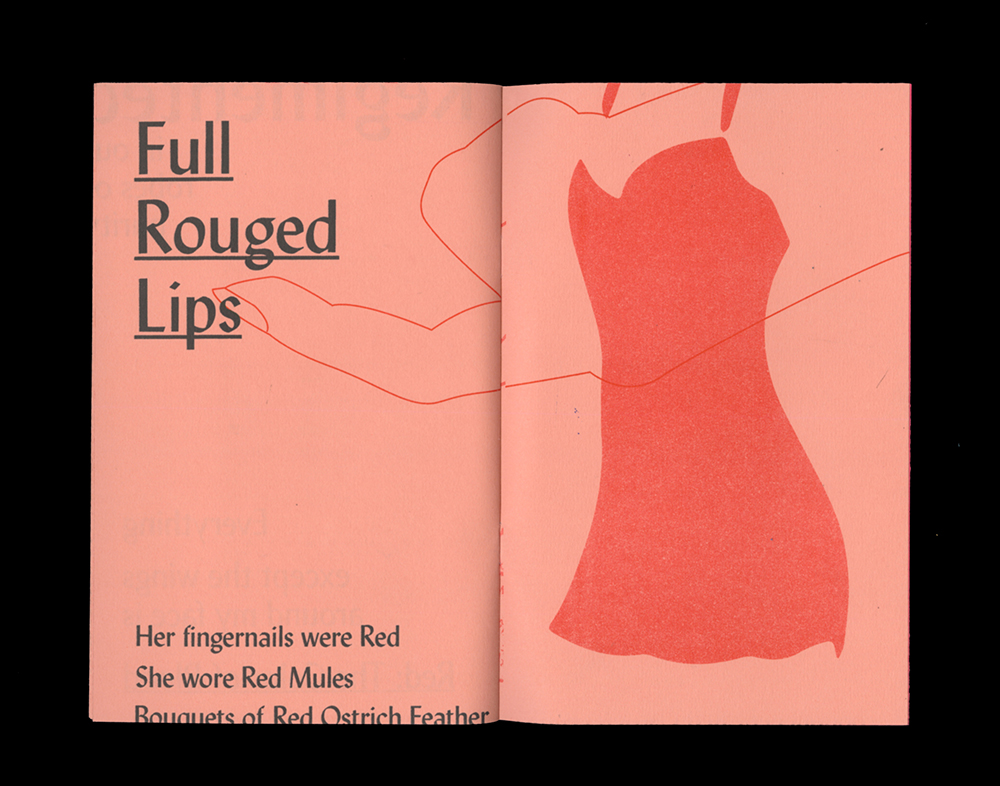 Full
Rouged
Lips
Her fingernails were Red
She wore Red Mules
Bouquets of Red Ostrich Feather